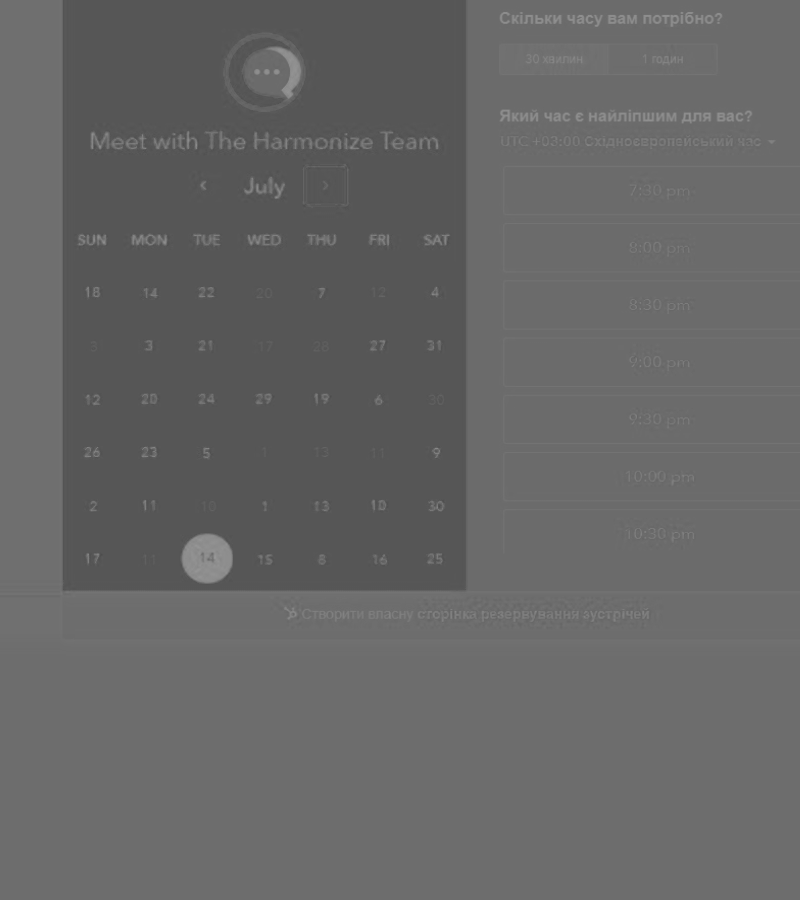 Meet with The Harmonize Team
July
SUN MON TUE WED THU FRI SAT
18 14 22 20 7 12 4
3 3 21 17 28 27 31
12 20 24 29 19 6 30
26 23 5 1 13 11 9
2 11 10 1 13 10 30
17 11 14 15 8 16 25
Скільки часу вам потрібно?
30 хвилин 1 годин
Який час є найліпшим для вас?
UTC +03:00 Східноєвропейський час
7:30 pm
8:00 pm
8:30 pm
9:00 pm
9:30 pm
10:00 pm
10:30 pm
Створити власну сторінка резервування зустрічей